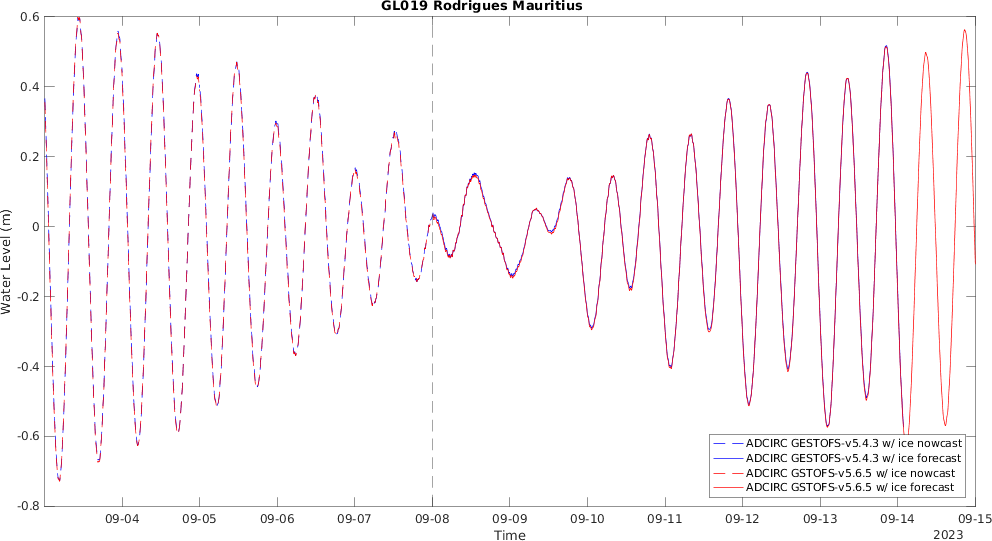 GL019 Rodrigues Mauritius
Water Level (m)
0.6
0.4
0.2
0
-0.2
-0.4
-0.6
-0.8
ADCIRC GESTOFS-v5.4.3 w/ ice nowcast
ADCIRC GESTOFS-v5.4.3 w/ ice forecast
ADCIRC GSTOFS-v5.6.5 w/ ice nowcast
ADCIRC GSTOFS-v5.6.5 w/ ice forecast
09-04 09-05 09-06 09-07 09-08 09-09 09-10 09-11 09-12 09-13 09-14 09-15
Time
2023